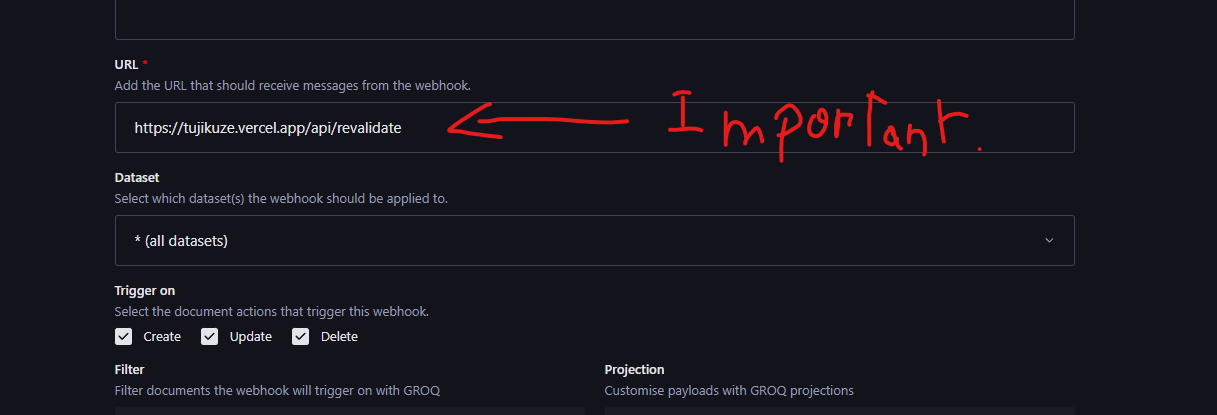 URL *
Add the URL that should receive messages from the webhook.
https://tujikuze.vercel.app/api/revalidate
Important.
Dataset
Select which dataset(s) the webhook should be applied to.
* (all datasets)
Trigger on
Select the document actions that trigger this webhook.
Create Update Delete
Filter Projection
Filter documents the webhook will trigger on with GROQ Customise payloads with GROQ projections